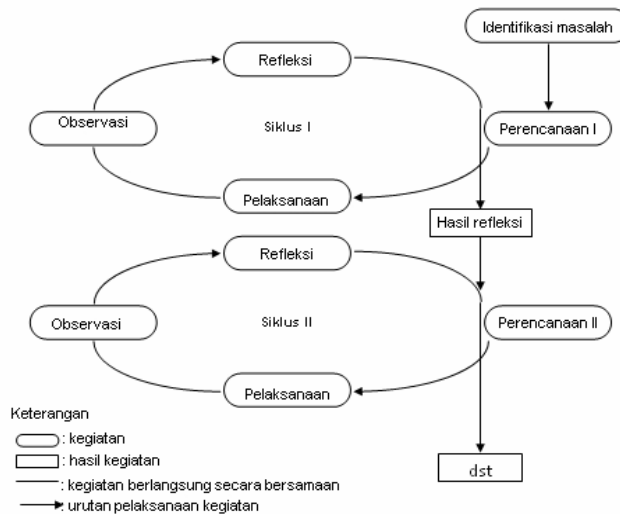 Identifikasi masalah
Refleksi
Observasi
Siklus I
Perencanaan I
Pelaksanaan
Hasil refleksi
Refleksi
Observasi
Siklus II
Perencanaan II
Pelaksanaan
Keterangan
: kegiatan
: hasil kegiatan
: kegiatan berlangsung secara bersamaan
: urutan pelaksanaan kegiatan
dst